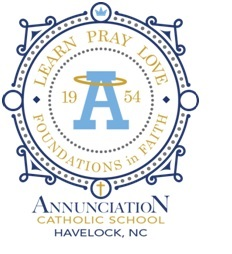 LEARN PRAY LOVE
19 A 54
FOUNDATIONS in FAITH
ANNUNCIATION
CATHOLIC SCHOOL
HAVELOCK, NC